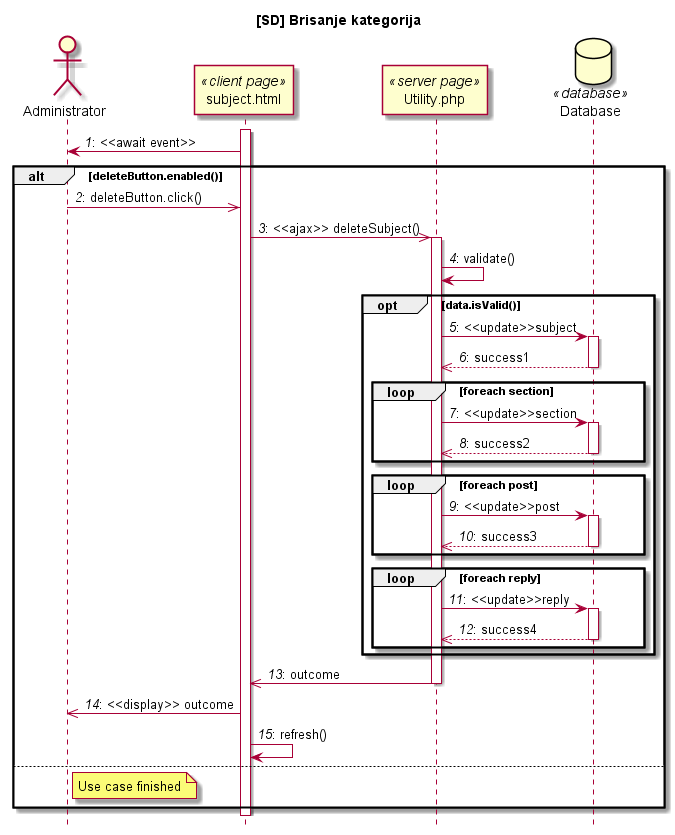 [SD] Brisanje kategorija
Administrator
«client page»
subject.html
«server page»
Utility.php
«database»
Database
1: <<await event>>
alt [deleteButton.enabled()]
2: deleteButton.click()
3: <<ajax>> deleteSubject()
4: validate()
opt [data.isValid()]
5: <<update>>subject
6: success1
loop [foreach section]
7: <<update>>section
8: success2
loop [foreach post]
9: <<update>>post
10: success3
loop [foreach reply]
11: <<update>>reply
12: success4
13: outcome
14: <<display>> outcome
15: refresh()
Use case finished